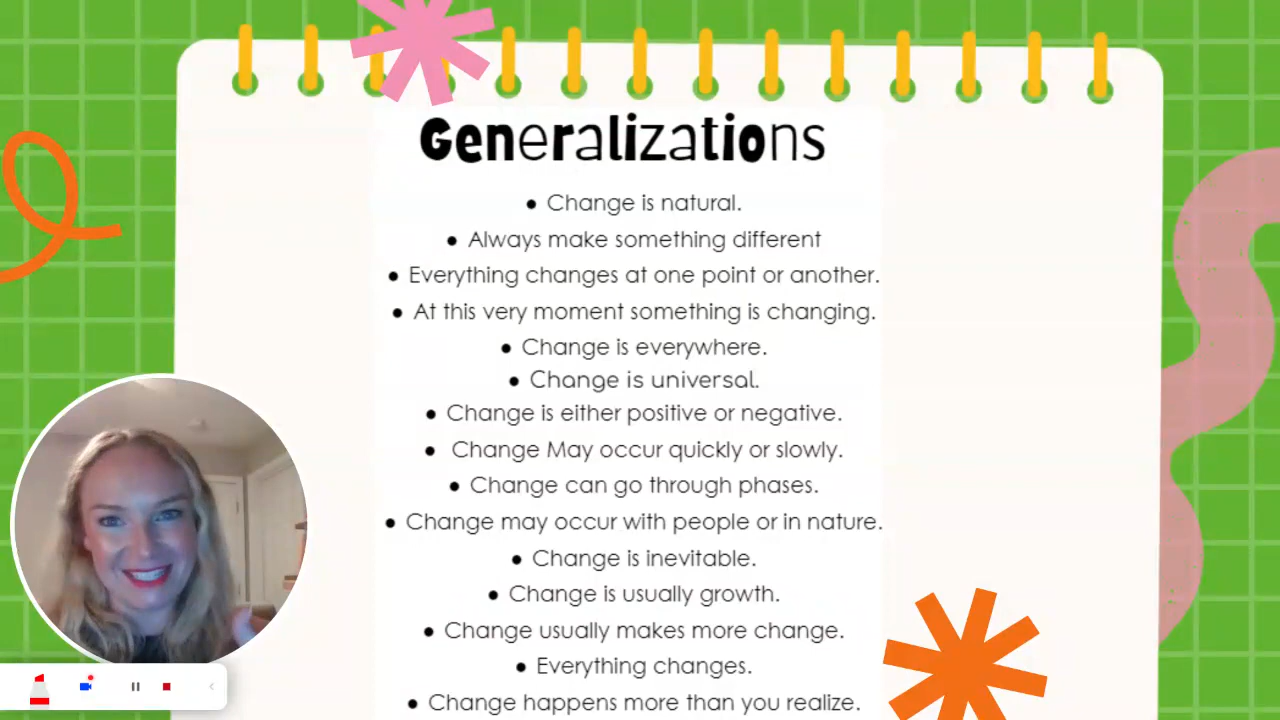 Generalizations
• Change is natural.
• Always make something different
• Everything changes at one point or another.
• At this very moment something is changing.
• Change is everywhere.
• Change is universal.
• Change is either positive or negative.
• Change May occur quickly or slowly.
• Change can go through phases.
• Change may occur with people or in nature.
• Change is inevitable.
• Change is usually growth.
• Change usually makes more change.
• Everything changes.
• Change happens more than you realize.